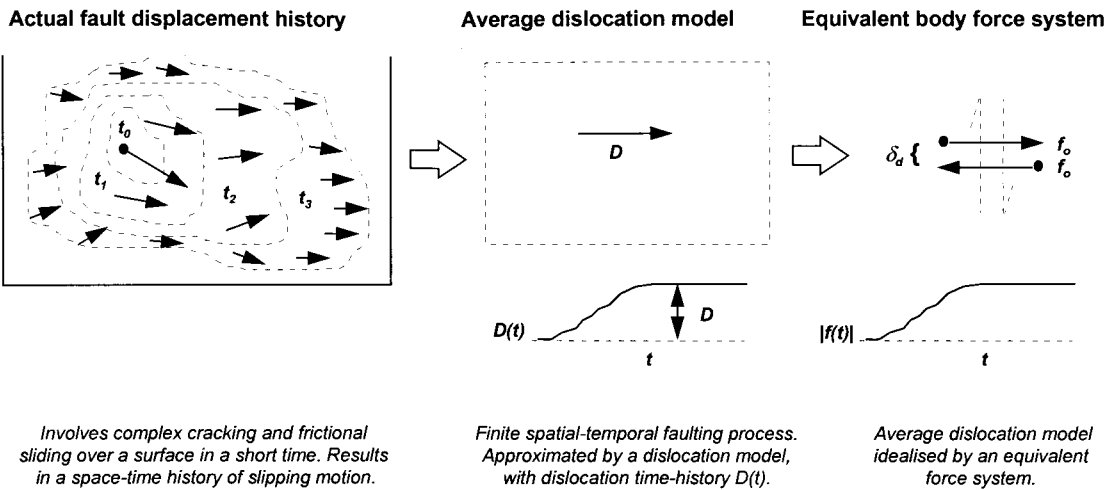 Actual fault displacement history
Average dislocation model
Equivalent body force system
t₀
t₁
t₂
t₃
D
δd {
fo
fo
D(t)
D
t
|f(t)|
t
Involves complex cracking and frictional
sliding over a surface in a short time. Results
in a space-time history of slipping motion.
Finite spatial-temporal faulting process.
Approximated by a dislocation model,
with dislocation time-history D(t).
Average dislocation model
idealised by an equivalent
force system.